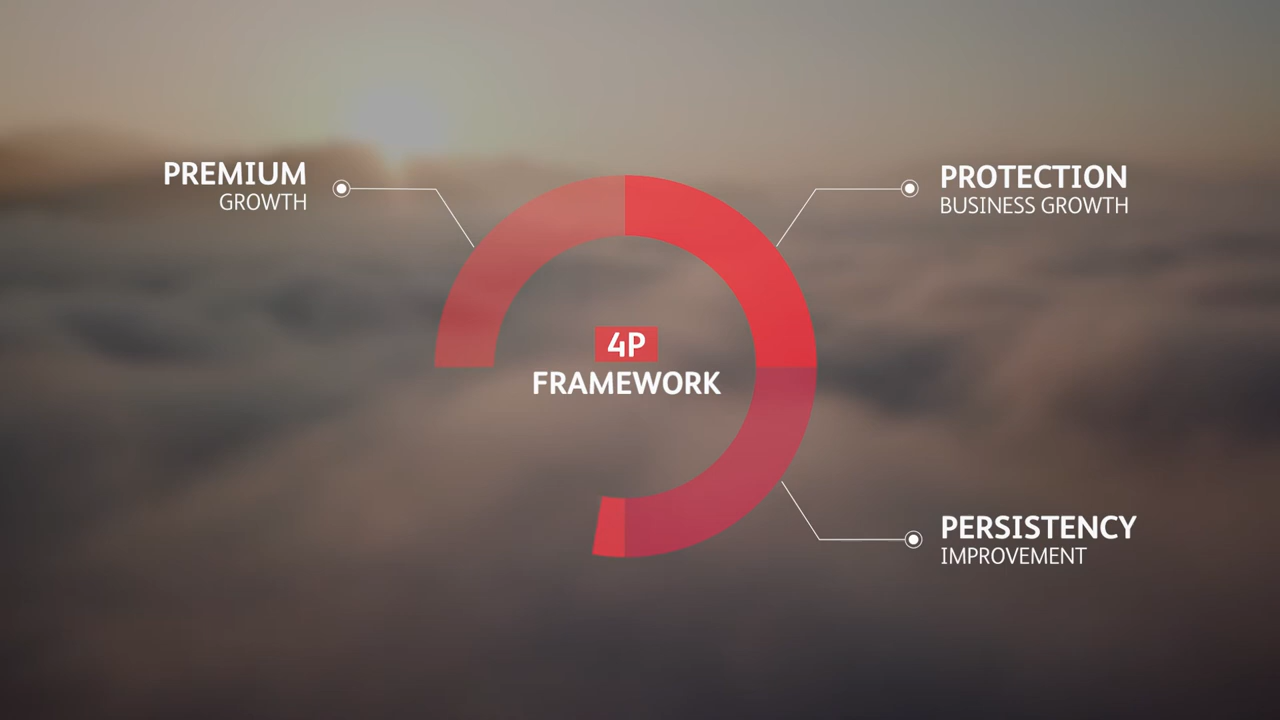 PREMIUM
GROWTH
PROTECTION
BUSINESS GROWTH
4P
FRAMEWORK
PERSISTENCY
IMPROVEMENT